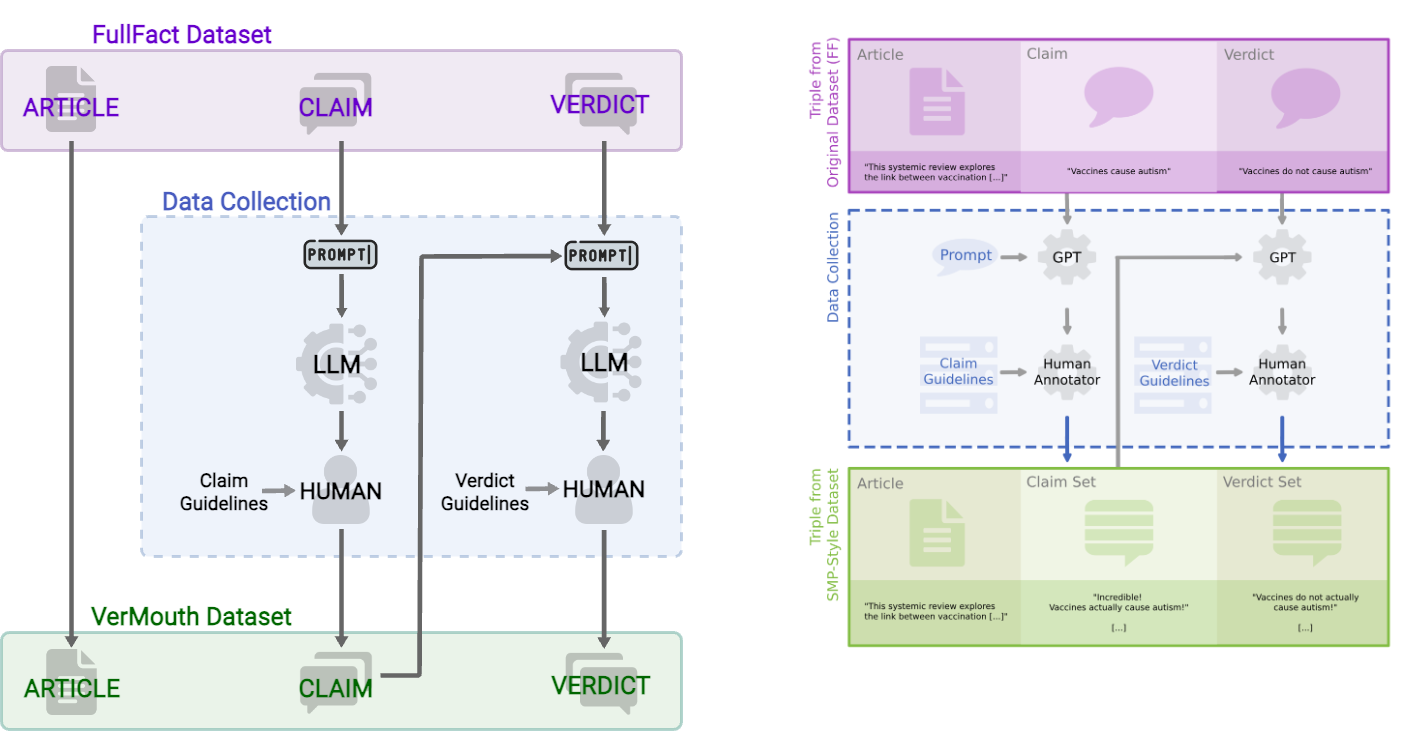 FullFact Dataset
ARTICLE
CLAIM
VERDICT
Data Collection
PROMPT
PROMPT
LLM
LLM
Claim
Guidelines
HUMAN
Verdict
Guidelines
HUMAN
VerMouth Dataset
ARTICLE
CLAIM
VERDICT
Triple from
Original Dataset (FF)
Article
Claim
Verdict
"This systemic review explores
the link between vaccination [...]"
"Vaccines cause autism"
"Vaccines do not cause autism"
Data Collection
Prompt
GPT
GPT
Claim
Guidelines
Human
Annotator
Verdict
Guidelines
Human
Annotator
Triple from
SMP-Style Dataset
Article
Claim Set
Verdict Set
"This systemic review explores
the link between vaccination [...]"
"Incredible!
Vaccines actually cause autism!"
[...]
"Vaccines do not actually
cause autism!"
[...]